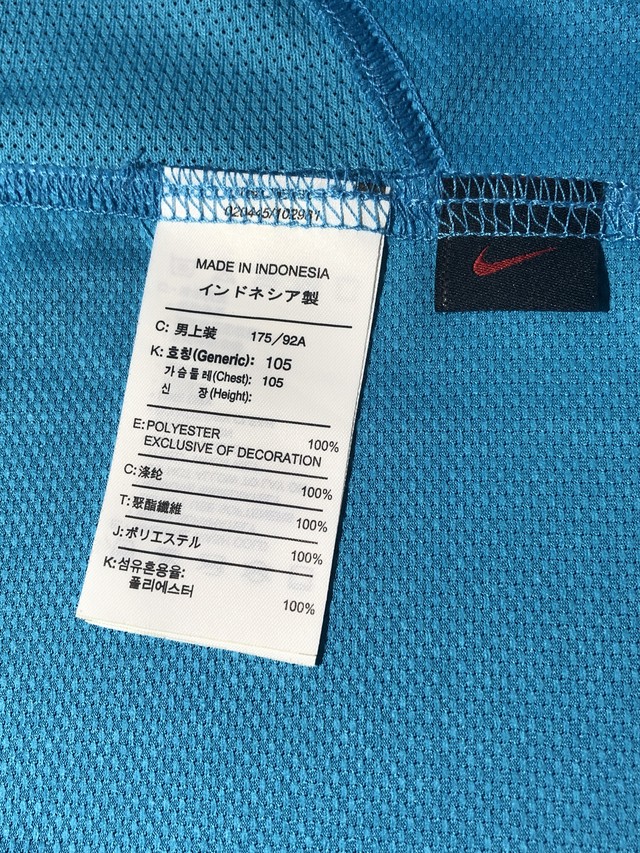 020445/102931
MADE IN INDONESIA
インドネシア製
C: 男上装 175/92A
K: 호칭(Generic): 105
가슴둘레(Chest): 105
신 장(Height):
E: POLYESTER 100%
EXCLUSIVE OF DECORATION
C: 涤纶 100%
T: 聚酯纖維 100%
J: ポリエステル 100%
K: 섬유혼용율:
폴리에스터 100%